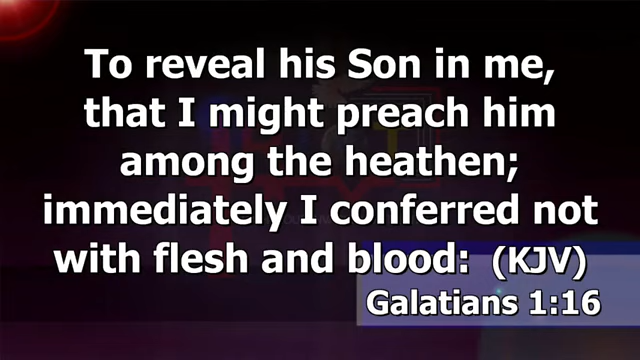 To reveal his Son in me,
that I might preach him
among the heathen;
immediately I conferred not
with flesh and blood: (KJV)
Galatians 1:16